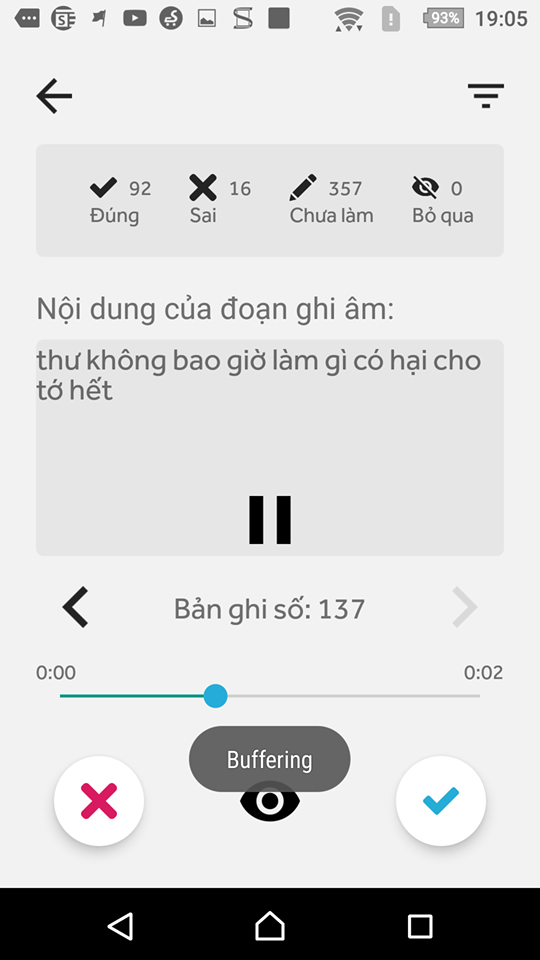 93% 19:05
92 16 357 0
Đúng Sai Chưa làm Bỏ qua
Nội dung của đoạn ghi âm:
thư không bao giờ làm gì có hại cho
tớ hết
Bản ghi số: 137
0:00 0:02
Buffering